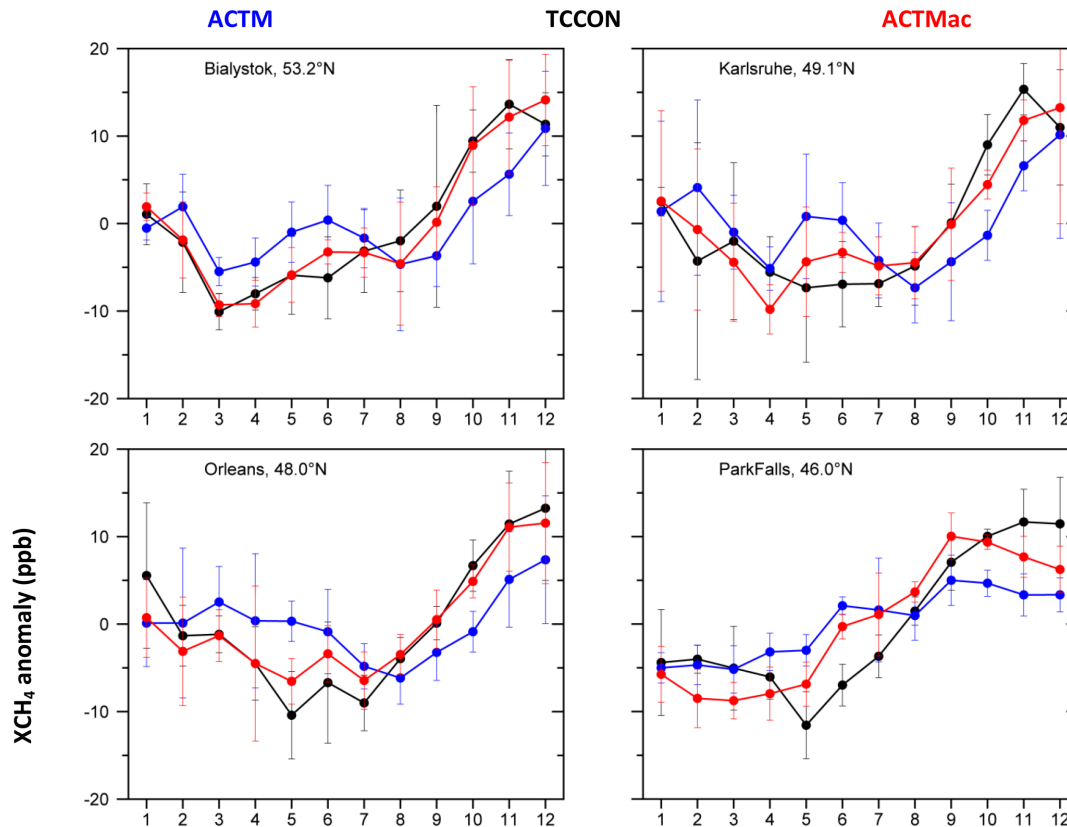 ACTM TCCON ACTMac
Bialystok, 53.2°N
Karlsruhe, 49.1°N
20
10
0
-10
-20
1 2 3 4 5 6 7 8 9 10 11 12
1 2 3 4 5 6 7 8 9 10 11 12
Orleans, 48.0°N
ParkFalls, 46.0°N
20
10
0
-10
-20
1 2 3 4 5 6 7 8 9 10 11 12
1 2 3 4 5 6 7 8 9 10 11 12
XCH₄ anomaly (ppb)